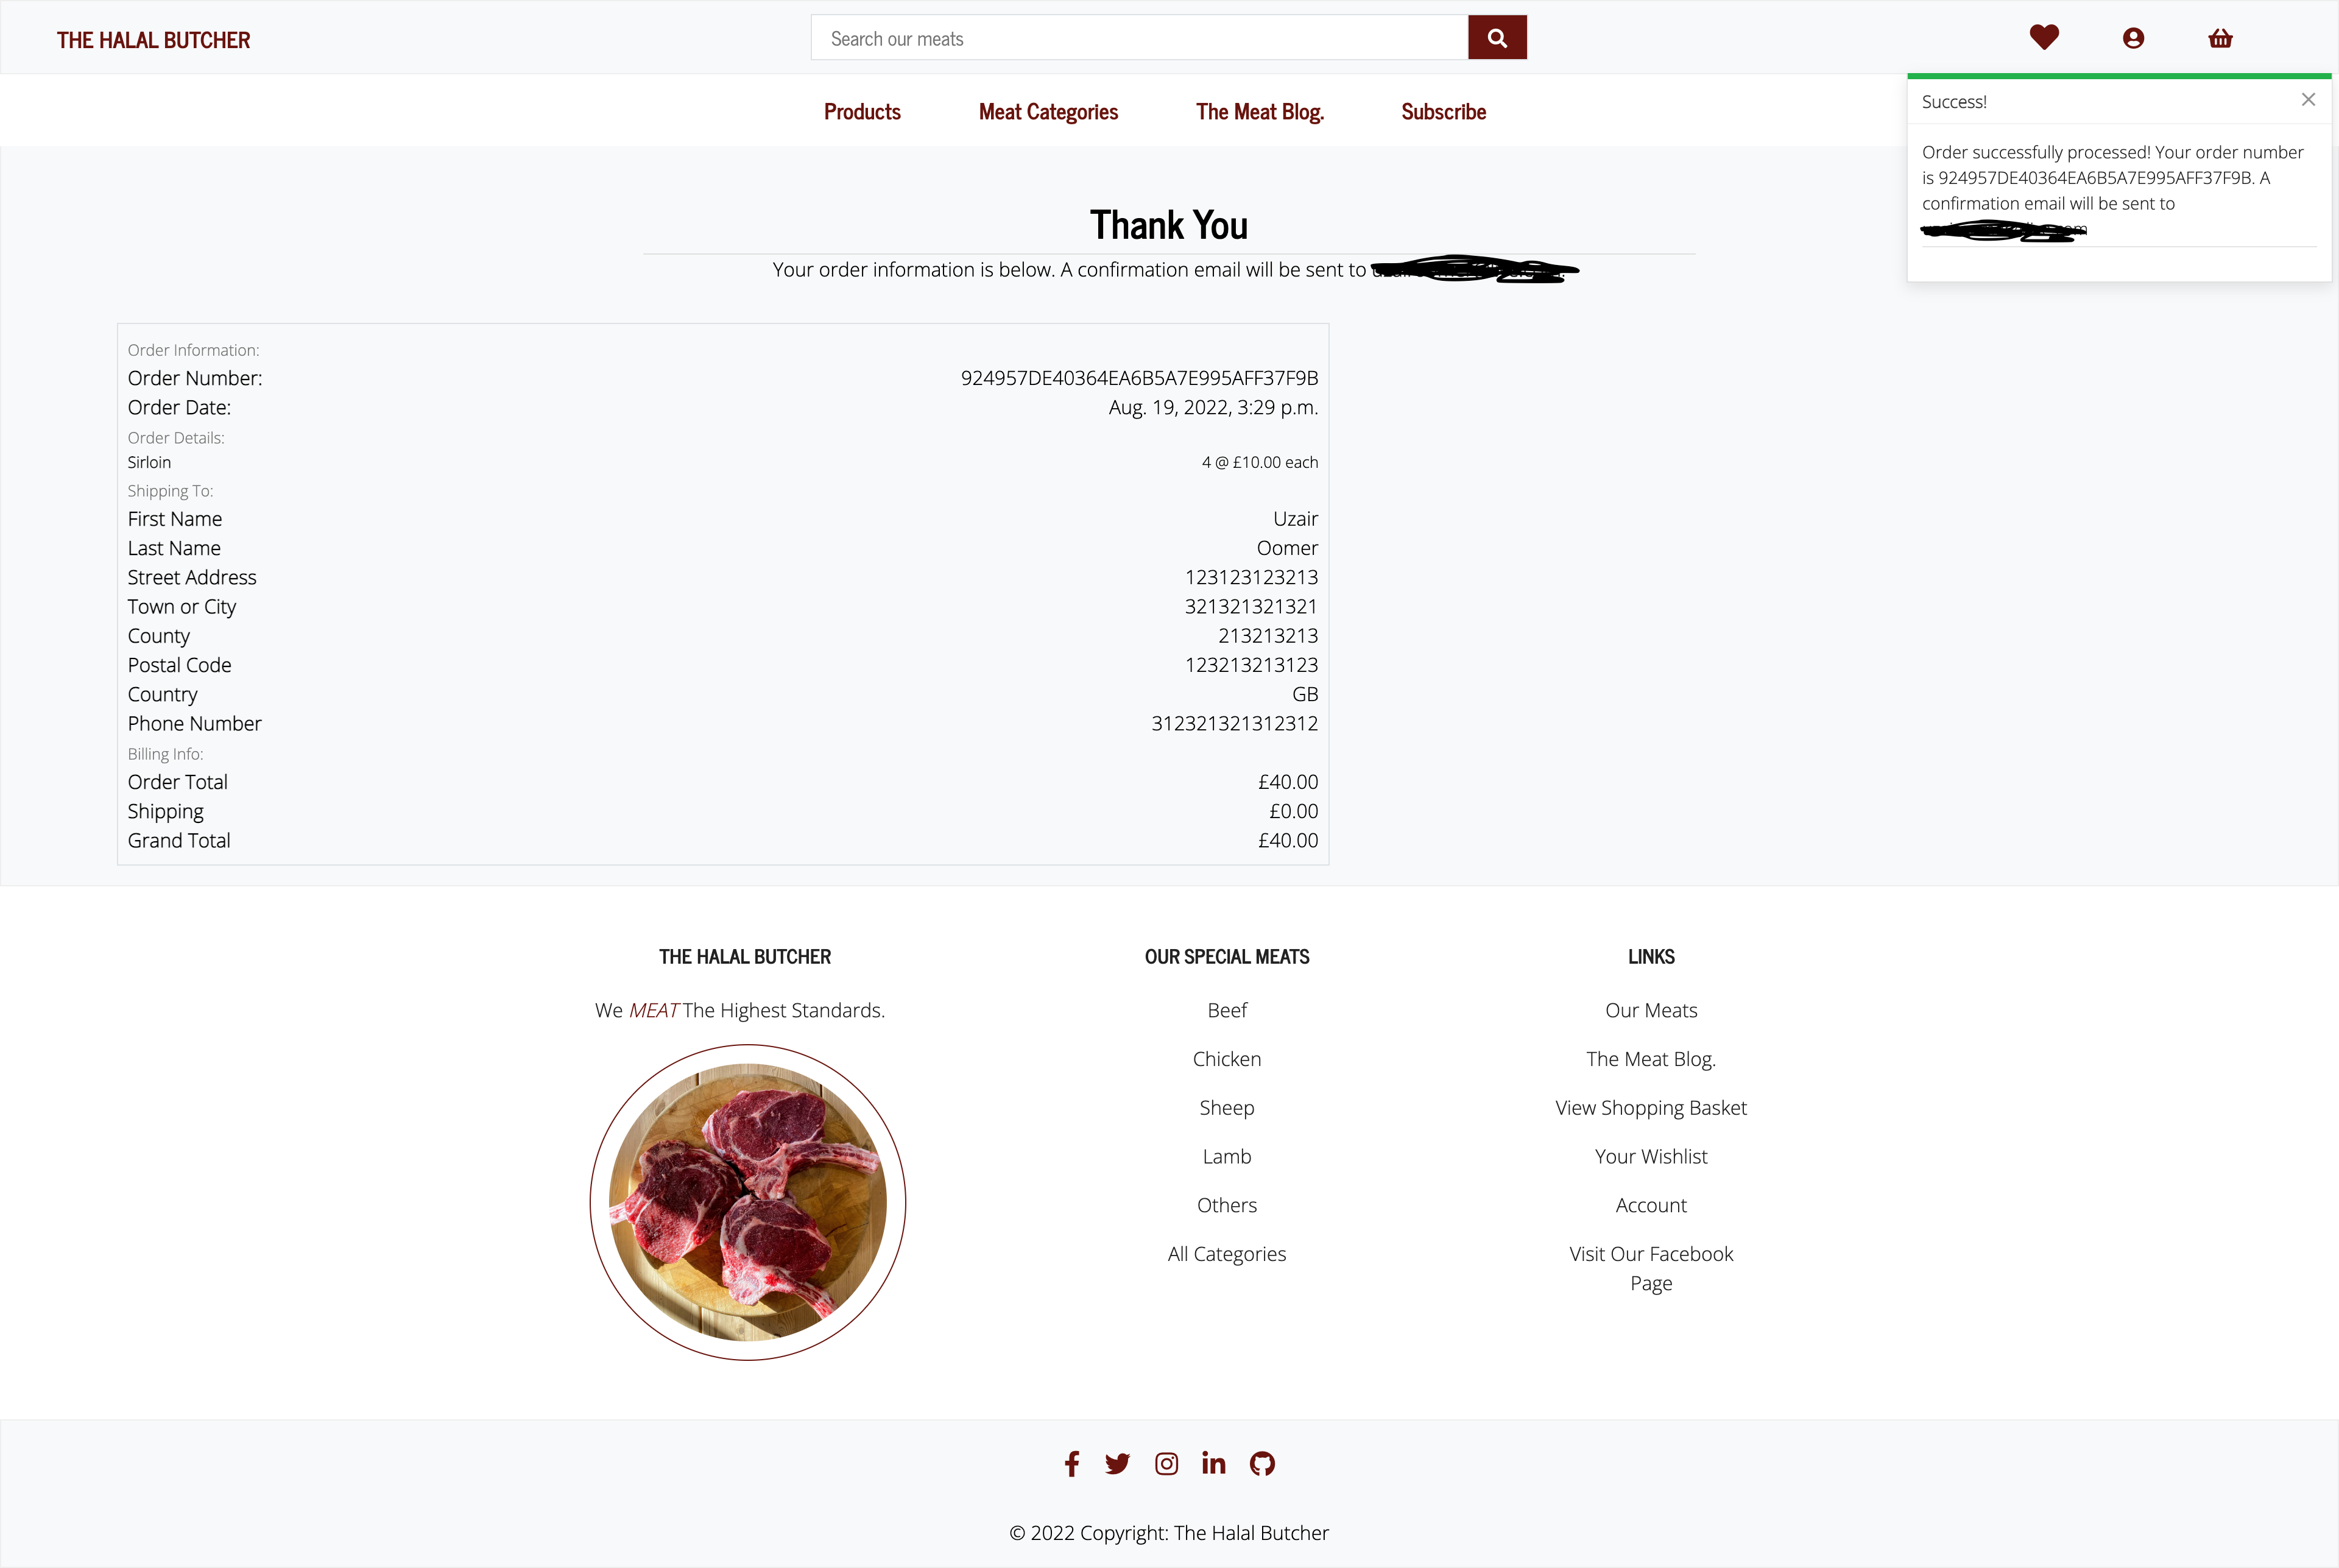 THE HALAL BUTCHER
Search our meats
Products Meat Categories The Meat Blog. Subscribe
Success!
Order successfully processed! Your order number
is 924957DE40364EA6B5A7E995AFF37F9B. A
confirmation email will be sent to
Thank You
Your order information is below. A confirmation email will be sent to
Order Information:
Order Number: 924957DE40364EA6B5A7E995AFF37F9B
Order Date: Aug. 19, 2022, 3:29 p.m.
Order Details:
Sirloin 4 @ £10.00 each
Shipping To:
First Name Uzair
Last Name Oomer
Street Address 123123123213
Town or City 321321321321
County 213213213
Postal Code 123213213123
Country GB
Phone Number 312321321312312
Billing Info:
Order Total £40.00
Shipping £0.00
Grand Total £40.00
THE HALAL BUTCHER
We MEAT The Highest Standards.
OUR SPECIAL MEATS
Beef
Chicken
Sheep
Lamb
Others
All Categories
LINKS
Our Meats
The Meat Blog.
View Shopping Basket
Your Wishlist
Account
Visit Our Facebook
Page
© 2022 Copyright: The Halal Butcher